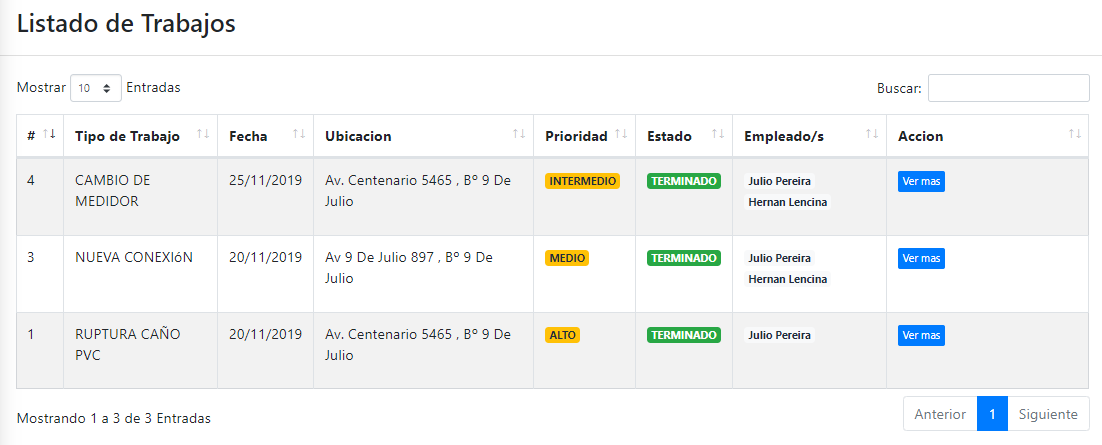 Listado de Trabajos
Mostrar 10 Entradas Buscar:
# Tipo de Trabajo Fecha Ubicacion Prioridad Estado Empleado/s Accion
4 CAMBIO DE 25/11/2019 Av. Centenario 5465 , Bº 9 De INTERMEDIO TERMINADO Julio Pereira Ver mas
MEDIDOR Julio Hernan Lencina
3 NUEVA CONEXIóN 20/11/2019 Av 9 De Julio 897 , Bº 9 De MEDIO TERMINADO Julio Pereira Ver mas
Julio Hernan Lencina
1 RUPTURA CAÑO 20/11/2019 Av. Centenario 5465 , Bº 9 De ALTO TERMINADO Julio Pereira Ver mas
PVC Julio
Mostrando 1 a 3 de 3 Entradas Anterior 1 Siguiente